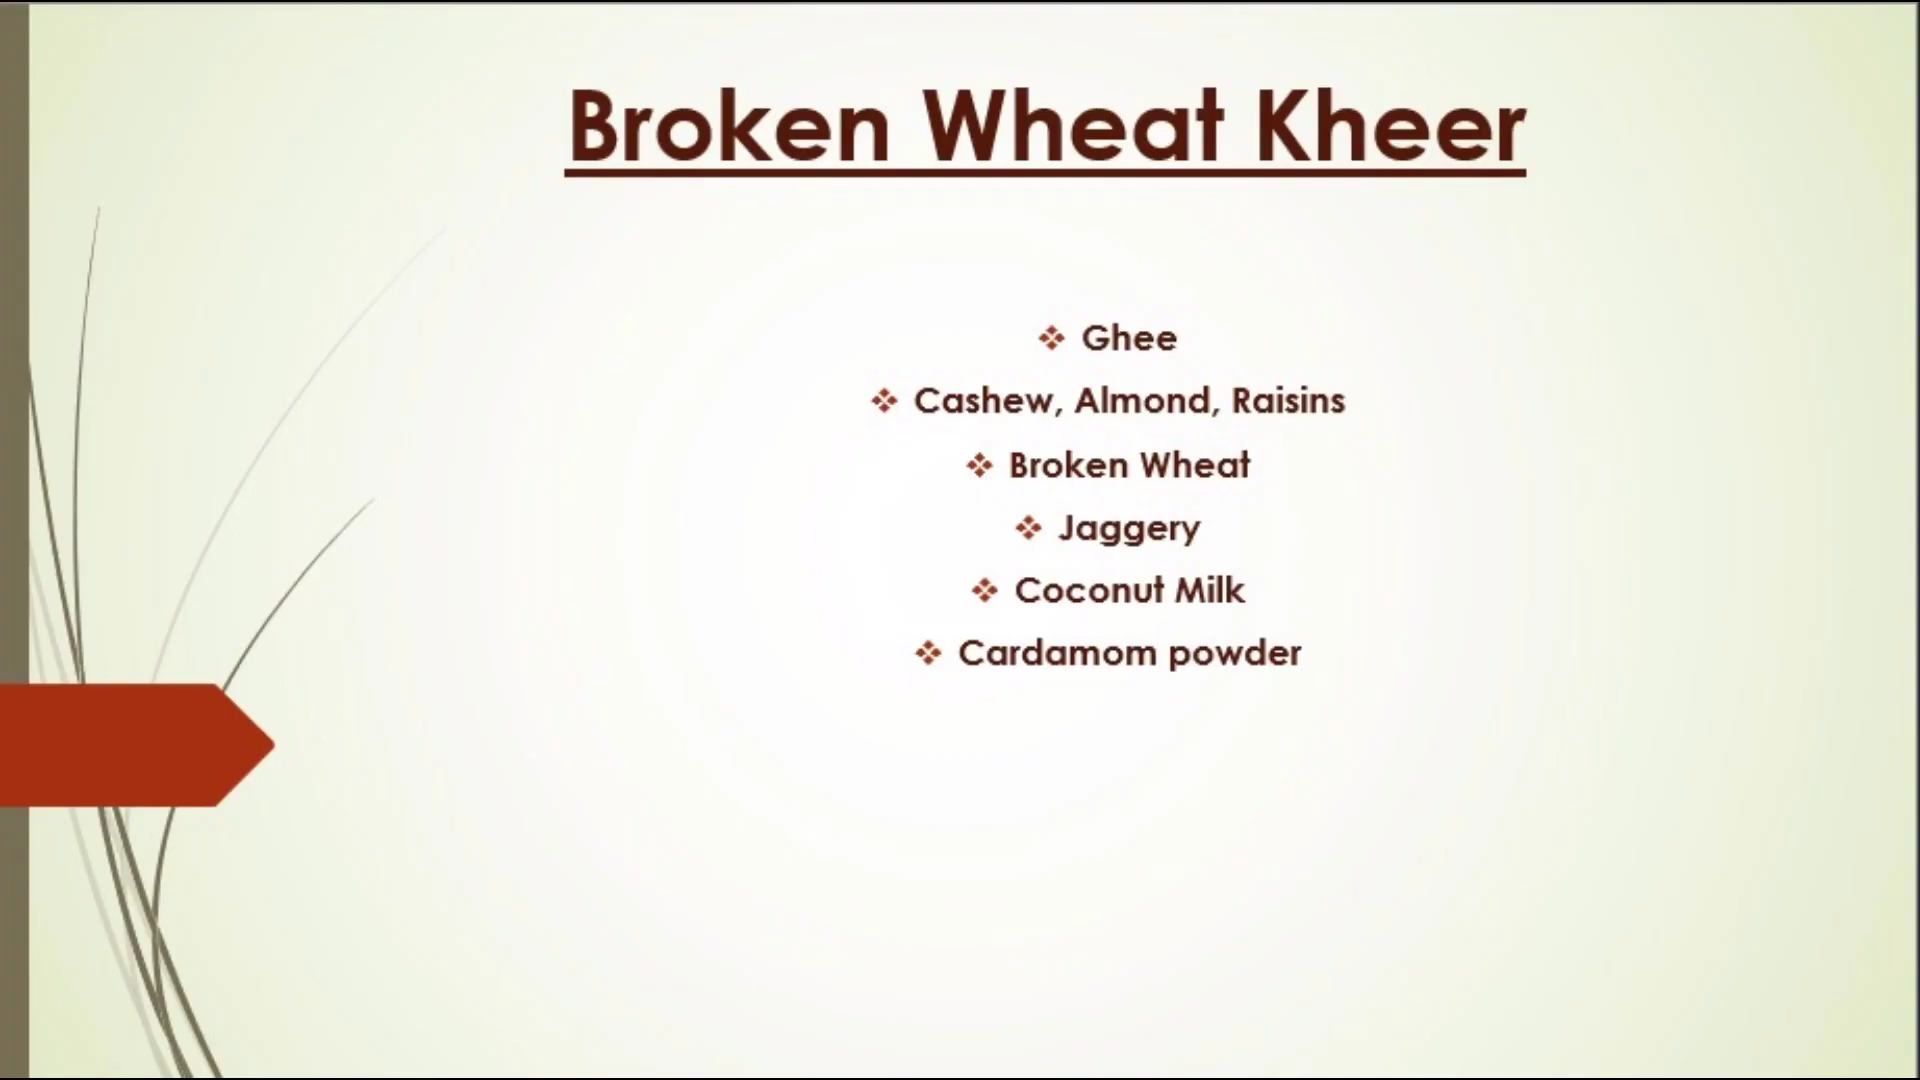 Broken Wheat Kheer
❖ Ghee
❖ Cashew, Almond, Raisins
❖ Broken Wheat
❖ Jaggery
❖ Coconut Milk
❖ Cardamom powder